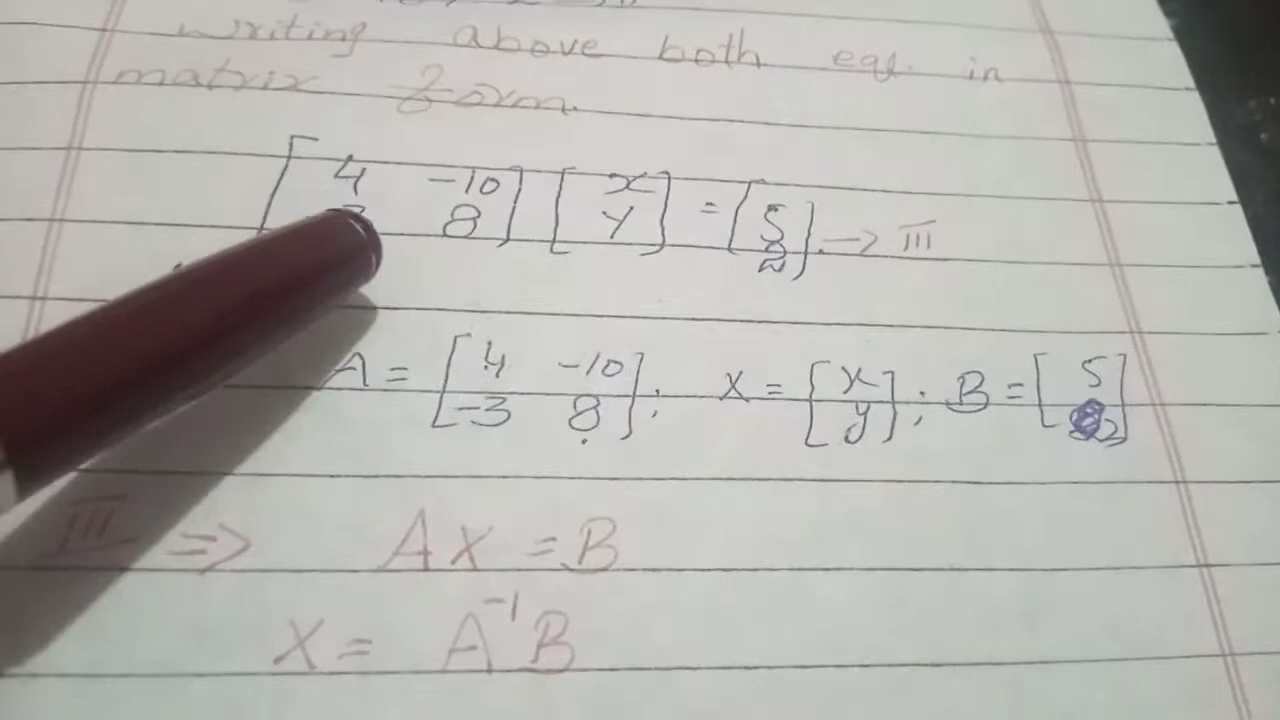 writing above both eq. in
matrix form.
[4 -10
3 8] [x
y] = [5
2] → III
A = [4 -10
-3 8]; X = [x
y]; B = [5
2]
III ⇒ AX = B
X = A⁻¹B